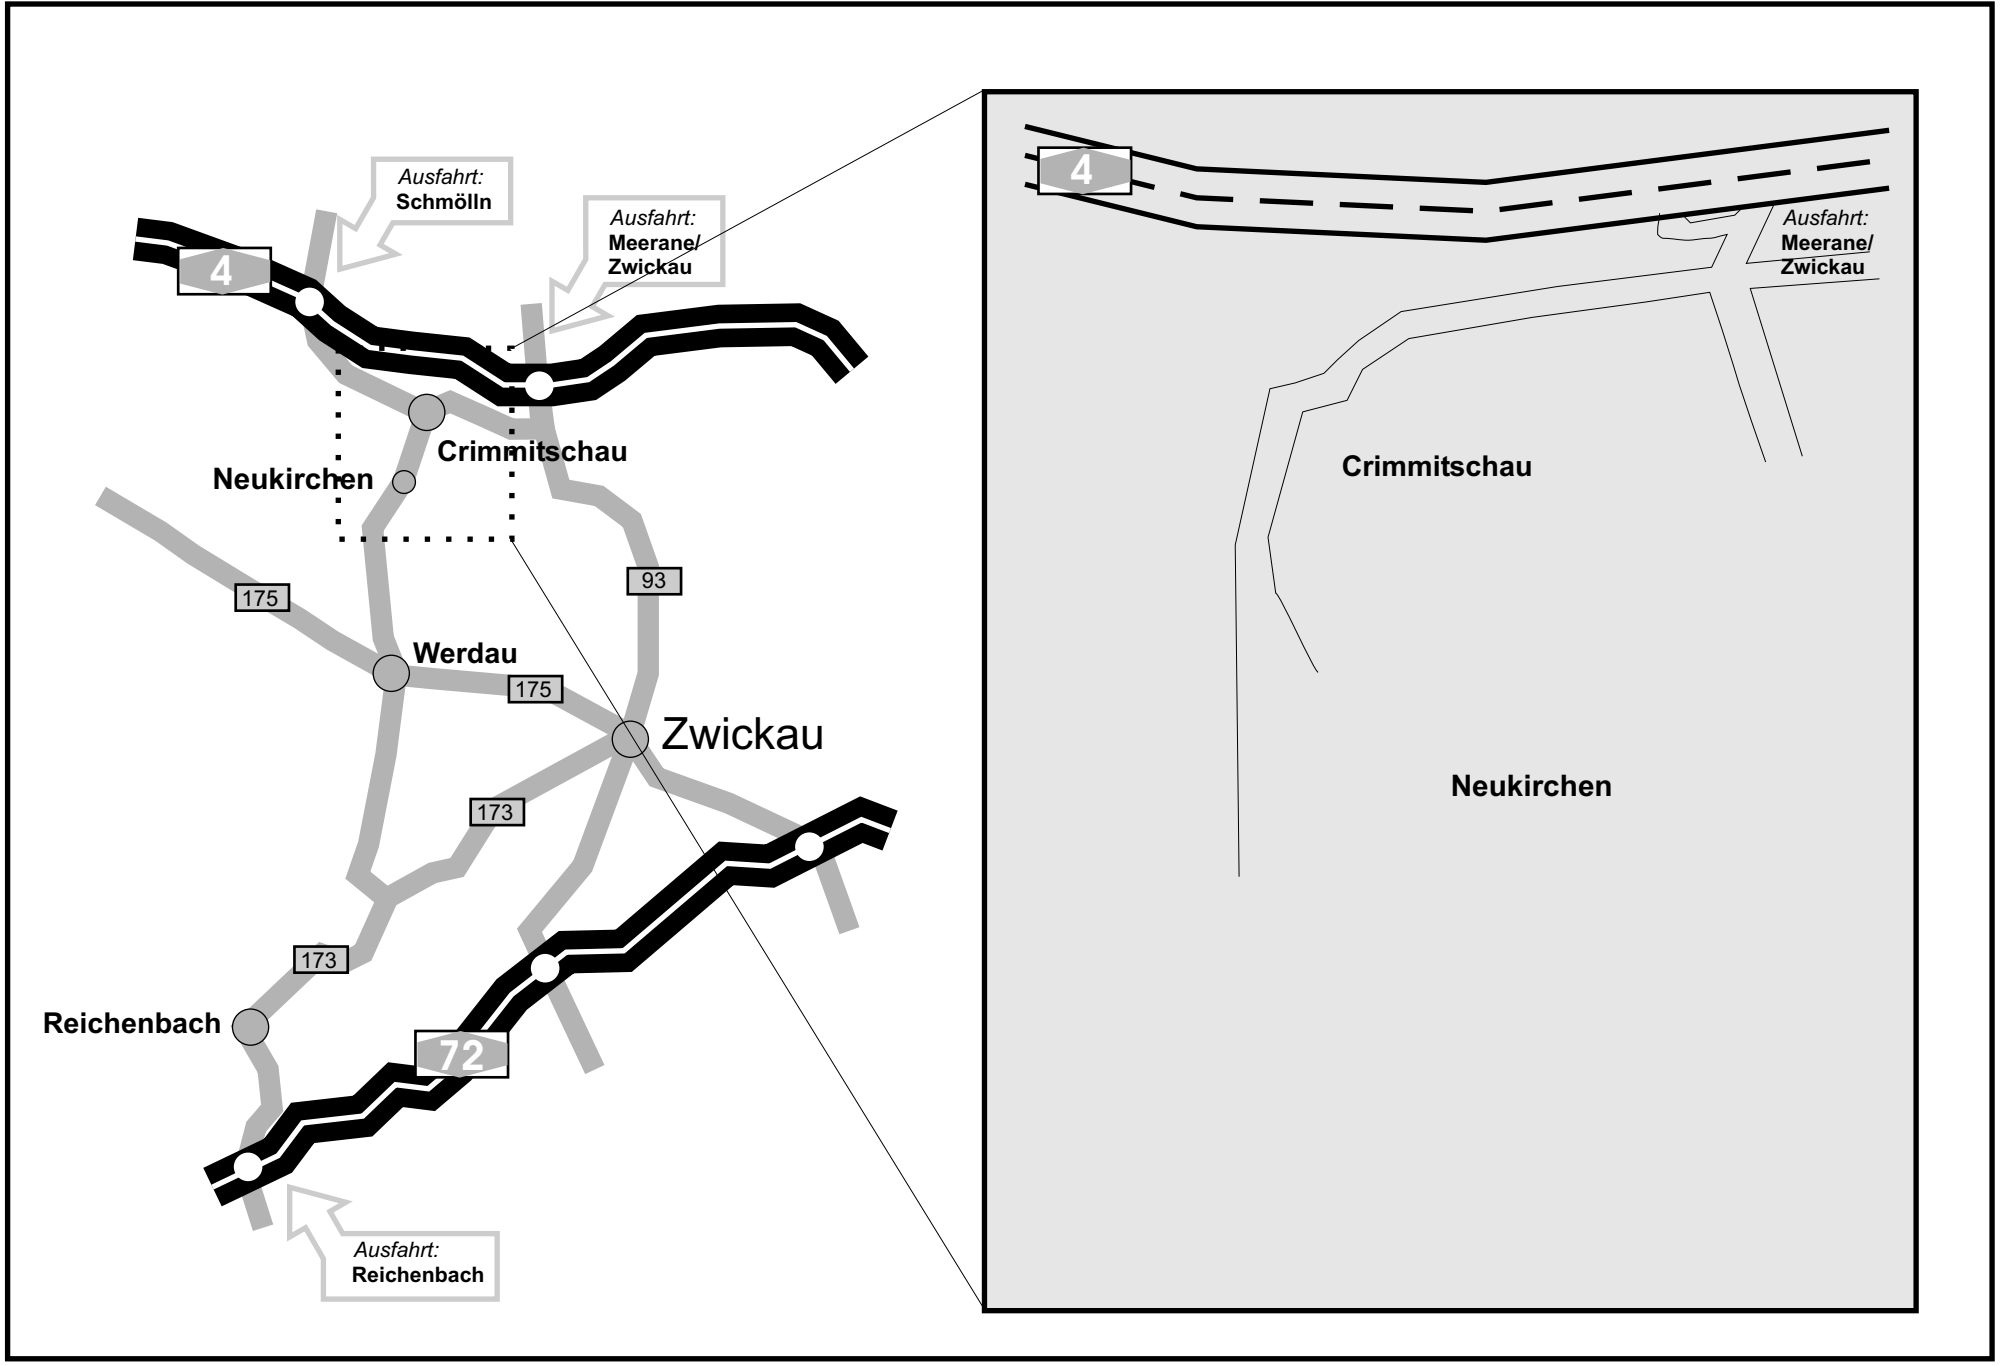 Ausfahrt:
Schmölln
Ausfahrt:
Meerane/
Zwickau
4
Crimmitschau
Neukirchen
175
93
Werdau
175
Zwickau
173
173
Reichenbach
72
Ausfahrt:
Reichenbach
4
Ausfahrt:
Meerane/
Zwickau
Crimmitschau
Neukirchen